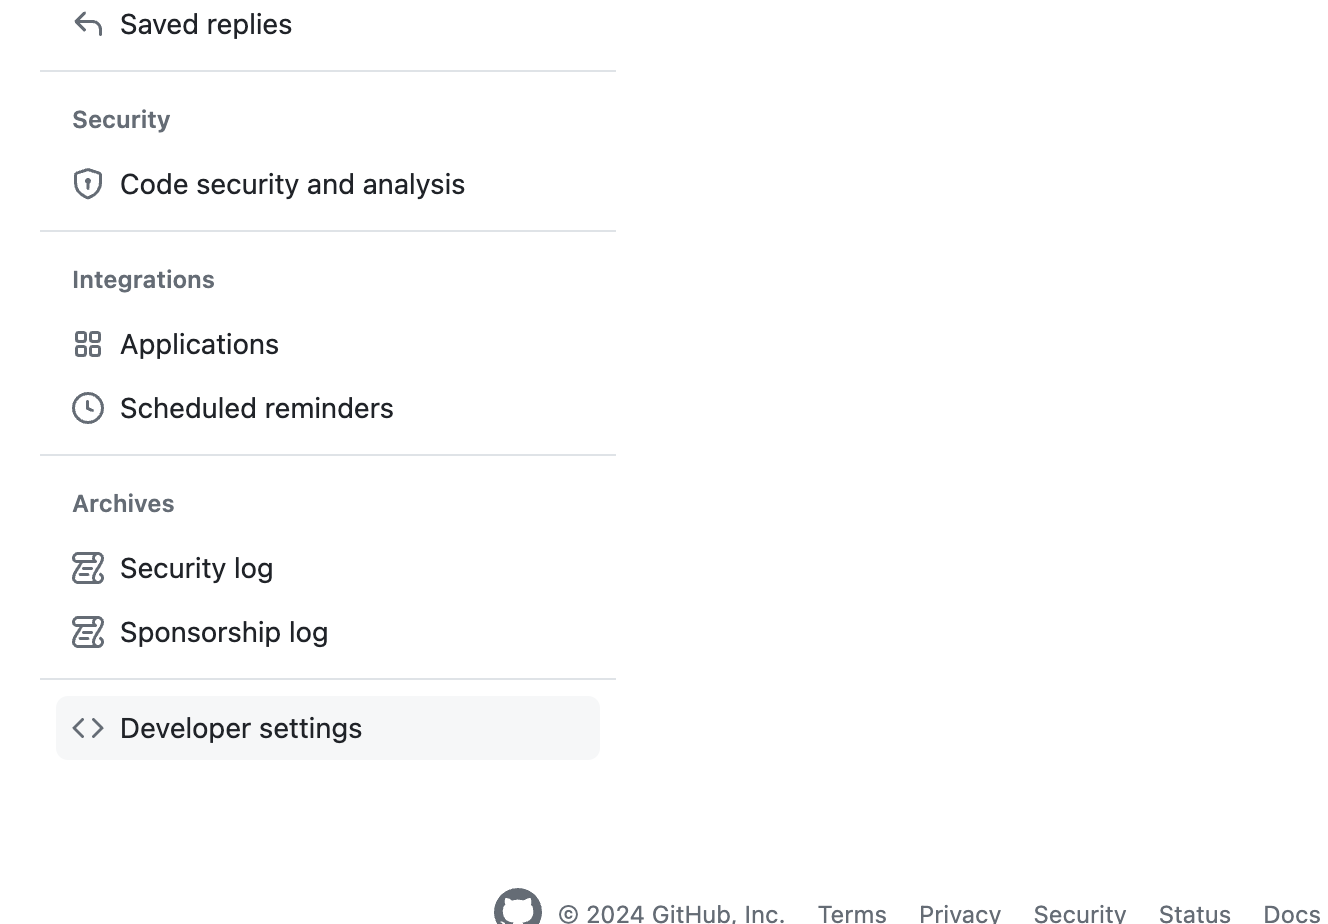 Saved replies
Security
Code security and analysis
Integrations
Applications
Scheduled reminders
Archives
Security log
Sponsorship log
Developer settings
© 2024 GitHub, Inc. Terms Privacy Security Status Docs